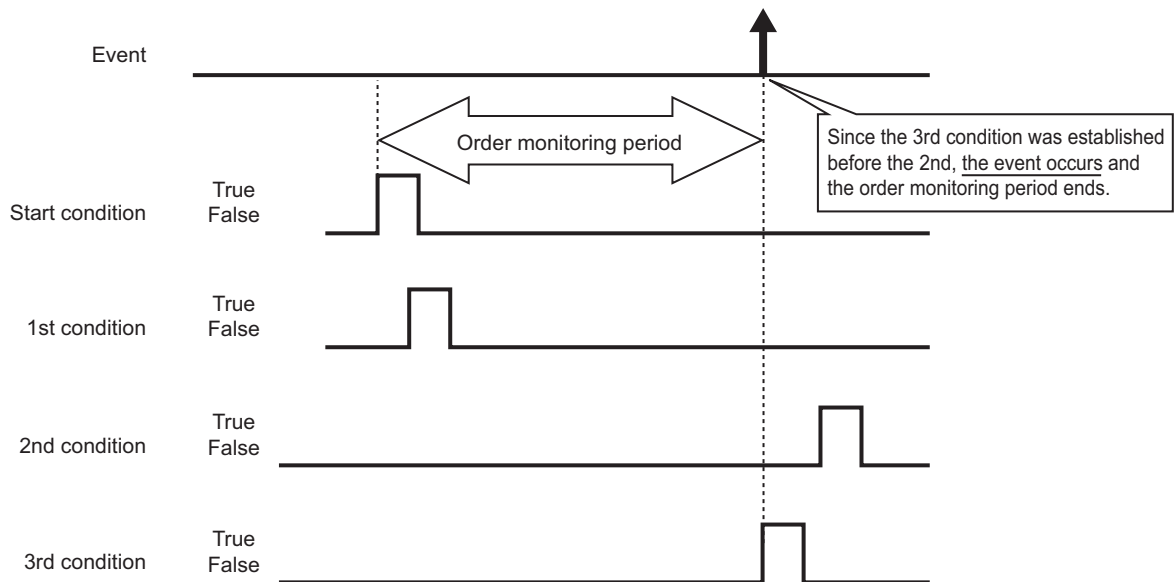 Event
Order monitoring period
Since the 3rd condition was established
before the 2nd, the event occurs and
the order monitoring period ends.
Start condition
True
False
1st condition
True
False
2nd condition
True
False
3rd condition
True
False